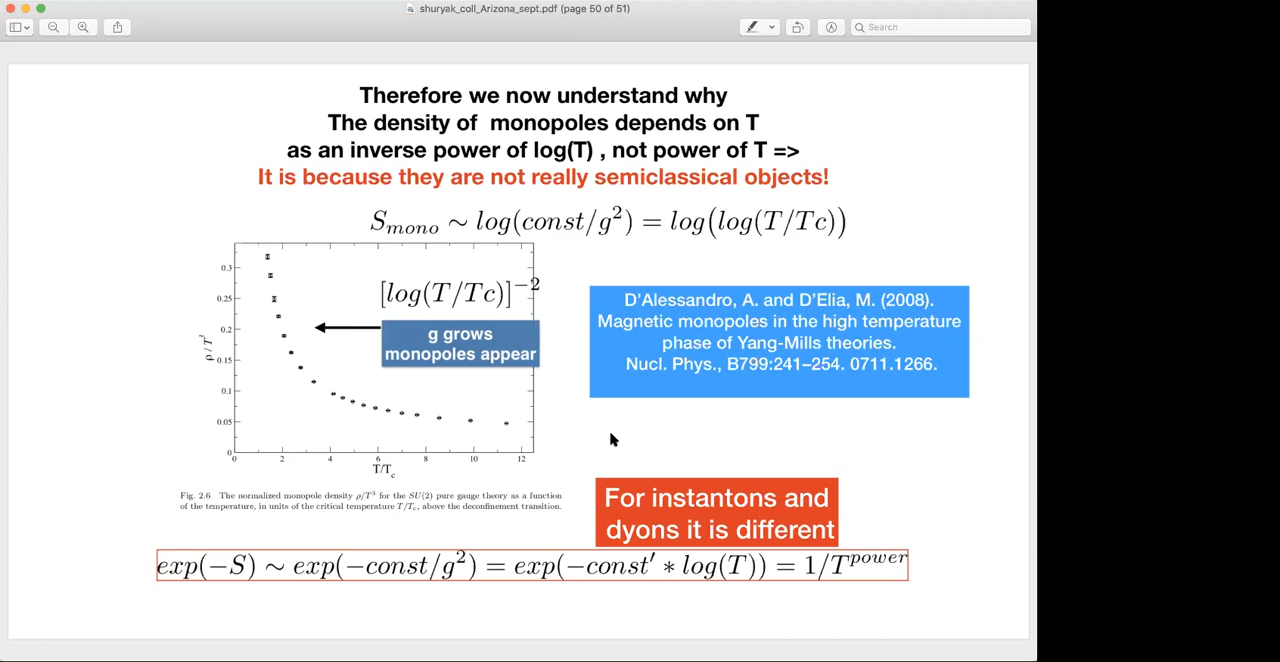 shuryak_coll_Arizona_sept.pdf (page 50 of 51)
Search
Therefore we now understand why
The density of monopoles depends on T
as an inverse power of log(T) , not power of T =>
It is because they are not really semiclassical objects!
S_mono ∼ log(const/g²) = log(log(T/Tc))
[log(T/Tc)]⁻²
g grows
monopoles appear
0.3
0.25
0.2
0.15
0.1
0.05
0
ρ / T³
0 2 4 6 8 10 12
T/T_c
Fig. 2.6 The normalized monopole density ρ/T³ for the SU(2) pure gauge theory as a function
of the temperature, in units of the critical temperature T/T_c, above the deconfinement transition.
D'Alessandro, A. and D'Elia, M. (2008).
Magnetic monopoles in the high temperature
phase of Yang-Mills theories.
Nucl. Phys., B799:241–254. 0711.1266.
For instantons and
dyons it is different
exp(−S) ∼ exp(−const/g²) = exp(−const′ ∗ log(T)) = 1/T^power